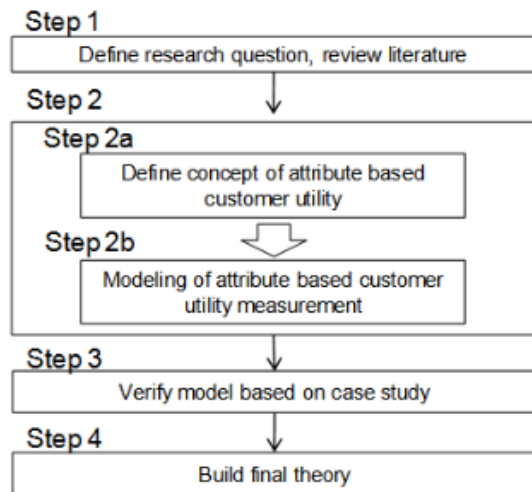 Step 1
Define research question, review literature
Step 2
Step 2a
Define concept of attribute based
customer utility
Step 2b
Modeling of attribute based customer
utility measurement
Step 3
Verify model based on case study
Step 4
Build final theory